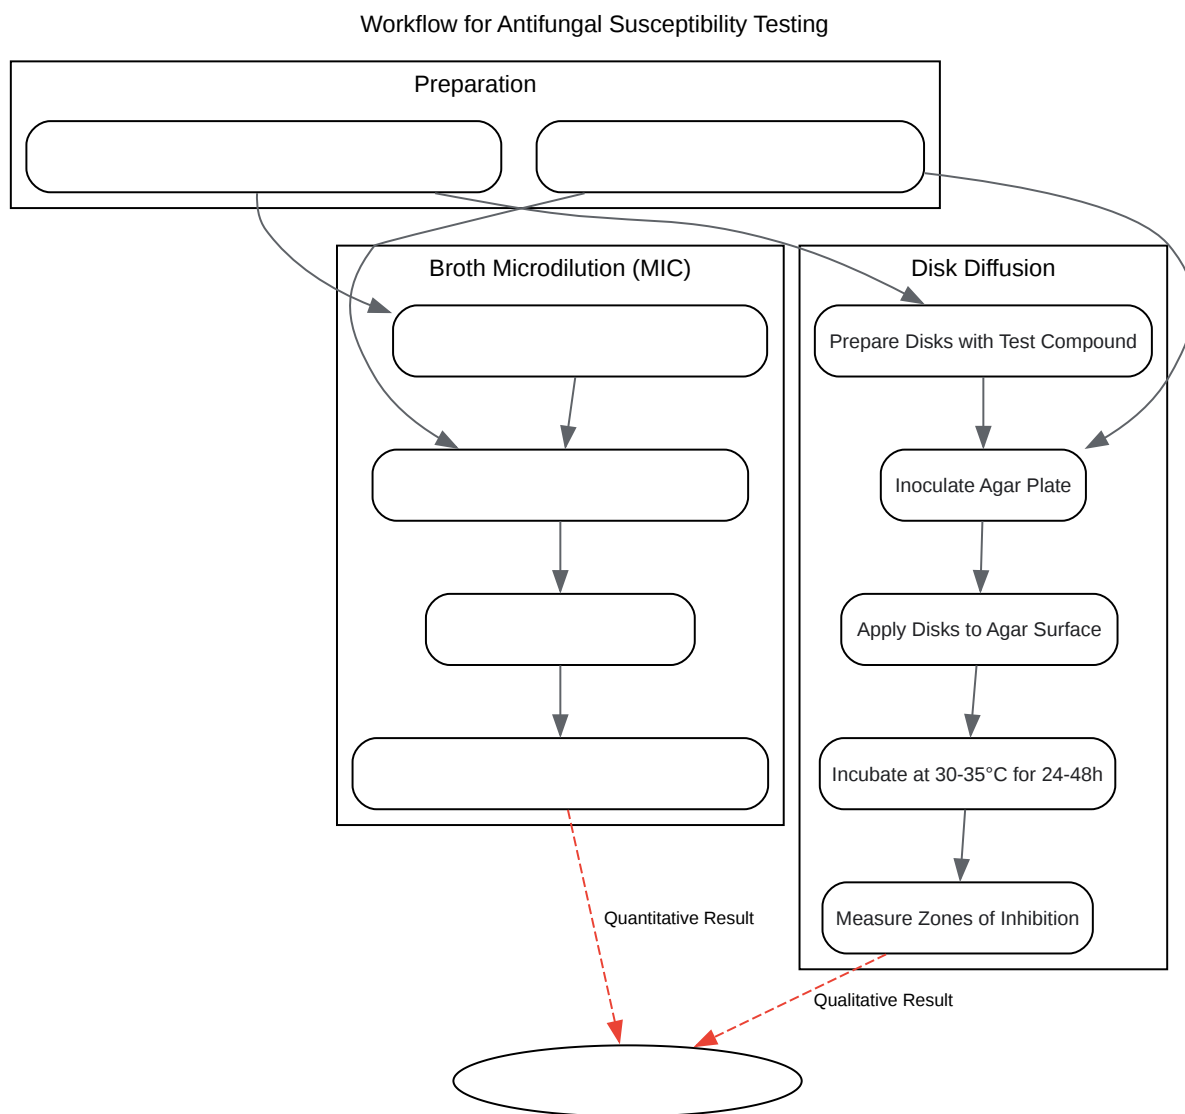 Workflow for Antifungal Susceptibility Testing
Preparation
Broth Microdilution (MIC)
Disk Diffusion
Prepare Disks with Test Compound
Inoculate Agar Plate
Apply Disks to Agar Surface
Incubate at 30-35°C for 24-48h
Measure Zones of Inhibition
Quantitative Result
Qualitative Result